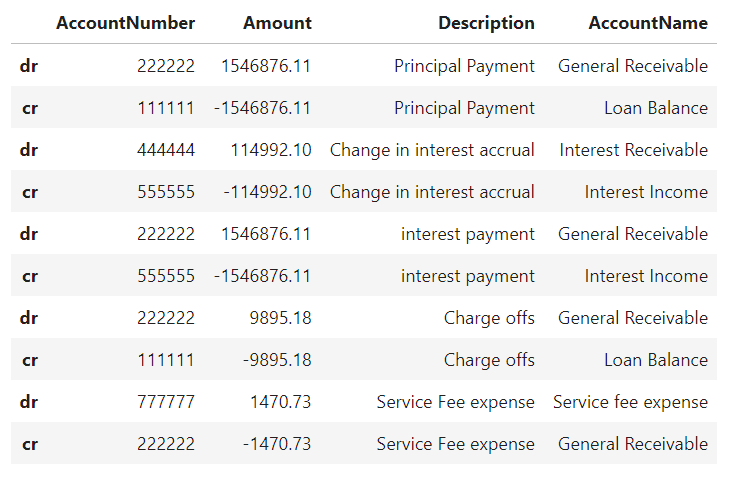 AccountNumber Amount Description AccountName
dr 222222 1546876.11 Principal Payment General Receivable
cr 111111 -1546876.11 Principal Payment Loan Balance
dr 444444 114992.10 Change in interest accrual Interest Receivable
cr 555555 -114992.10 Change in interest accrual Interest Income
dr 222222 1546876.11 interest payment General Receivable
cr 555555 -1546876.11 interest payment Interest Income
dr 222222 9895.18 Charge offs General Receivable
cr 111111 -9895.18 Charge offs Loan Balance
dr 777777 1470.73 Service Fee expense Service fee expense
cr 222222 -1470.73 Service Fee expense General Receivable